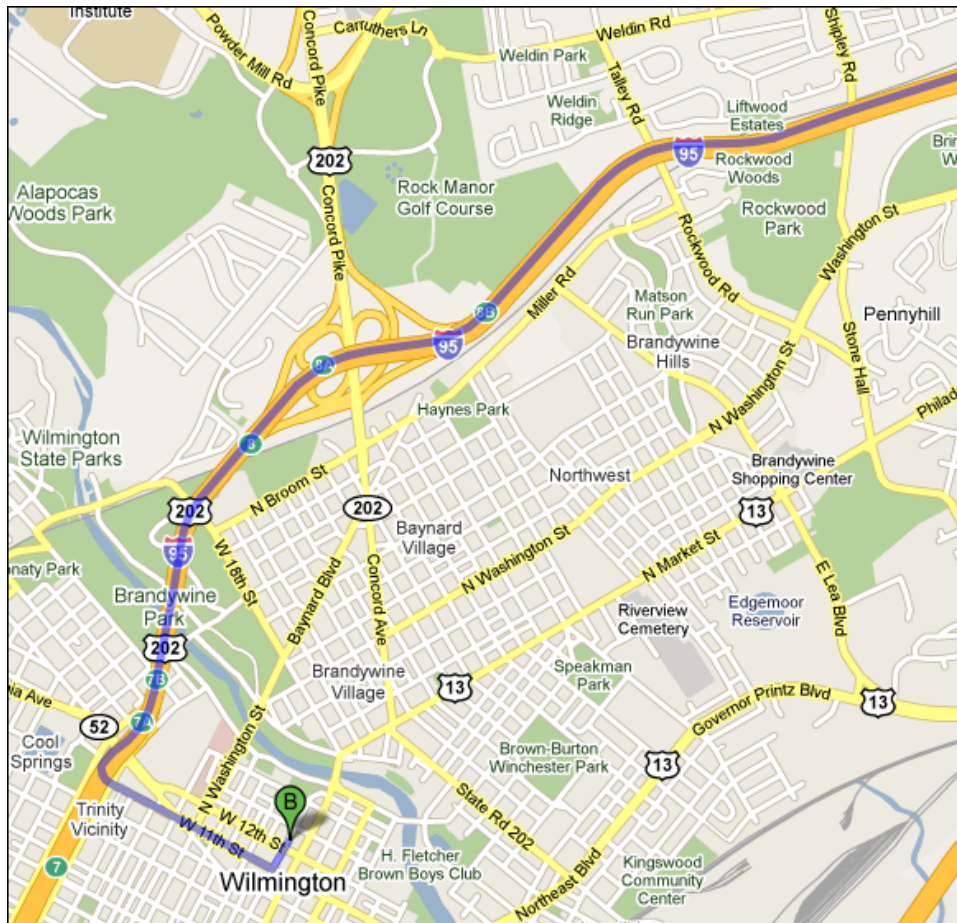 Institute
Carruthers Ln
Powder Mill Rd
Concord Pike
Weldin Park
Weldin Rd
Talley Rd
Shipley Rd
Weldin
Ridge
Liftwood
Estates
95
Rockwood
Woods
202
Alapocas
Woods Park
Rock Manor
Golf Course
Concord Pike
Rockwood
Park
Washington St
Rockwood Rd
Miller Rd
Matson
Run Park
Brandywine
Hills
Pennyhill
Stone Hall
8B
95
8A
N Washington St
Haynes Park
8
Wilmington
State Parks
N Broom St
Northwest
Brandywine
Shopping Center
202
202
13
95
Baynard
Village
W 18th St
Baynard Blvd
Concord Ave
N Washington St
N Market St
E Lea Blvd
Brandywine
Park
Riverview
Cemetery
Edgemoor
Reservoir
202
7B
Brandywine
Village
13
Speakman
Park
Governor Printz Blvd
13
52
7A
Cool
Springs
N Washington St
Brown-Burton
Winchester Park
13
State Rd 202
Trinity
Vicinity
B
W 12th St
W 11th St
7
Wilmington
H. Fletcher
Brown Boys Club
Northeast Blvd
Kingswood
Community
Center